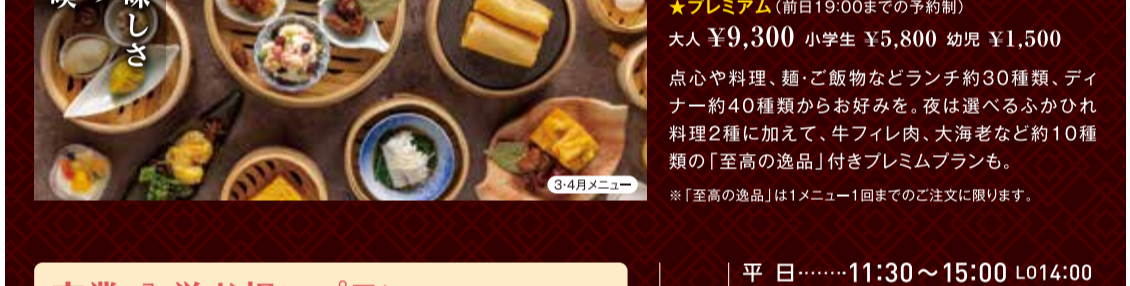 味しさ
★プレミアム(前日19:00までの予約制)
大人 ¥9,300 小学生 ¥5,800 幼児 ¥1,500
点心や料理、麺・ご飯物などランチ約30種類、ディ
ナー約40種類からお好みを。夜は選べるふかひれ
料理2種に加えて、牛フィレ肉、大海老など約10種
類の「至高の逸品」付きプレミムプランも。
※「至高の逸品」は1メニュー1回までのご注文に限ります。
3・4月メニュー
平 日········11:30〜15:00 LO14:00